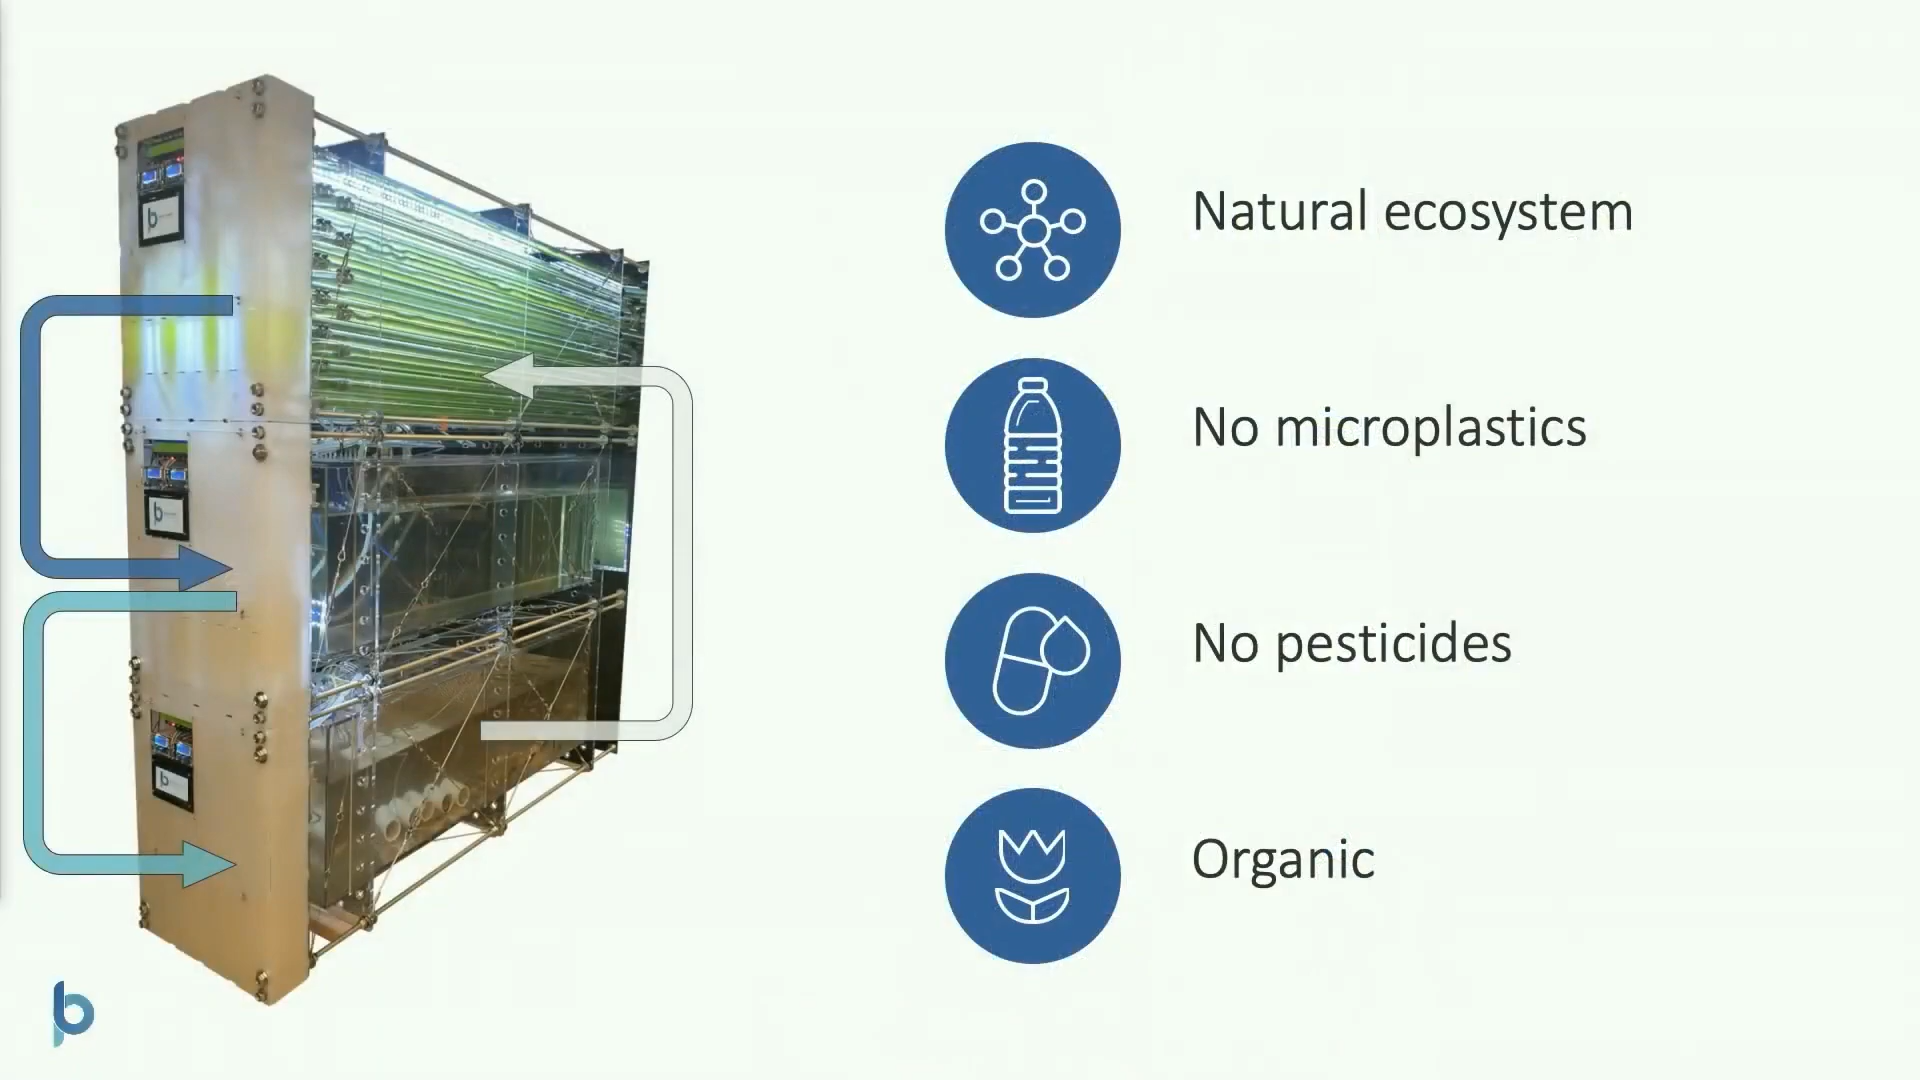 Natural ecosystem
No microplastics
No pesticides
Organic